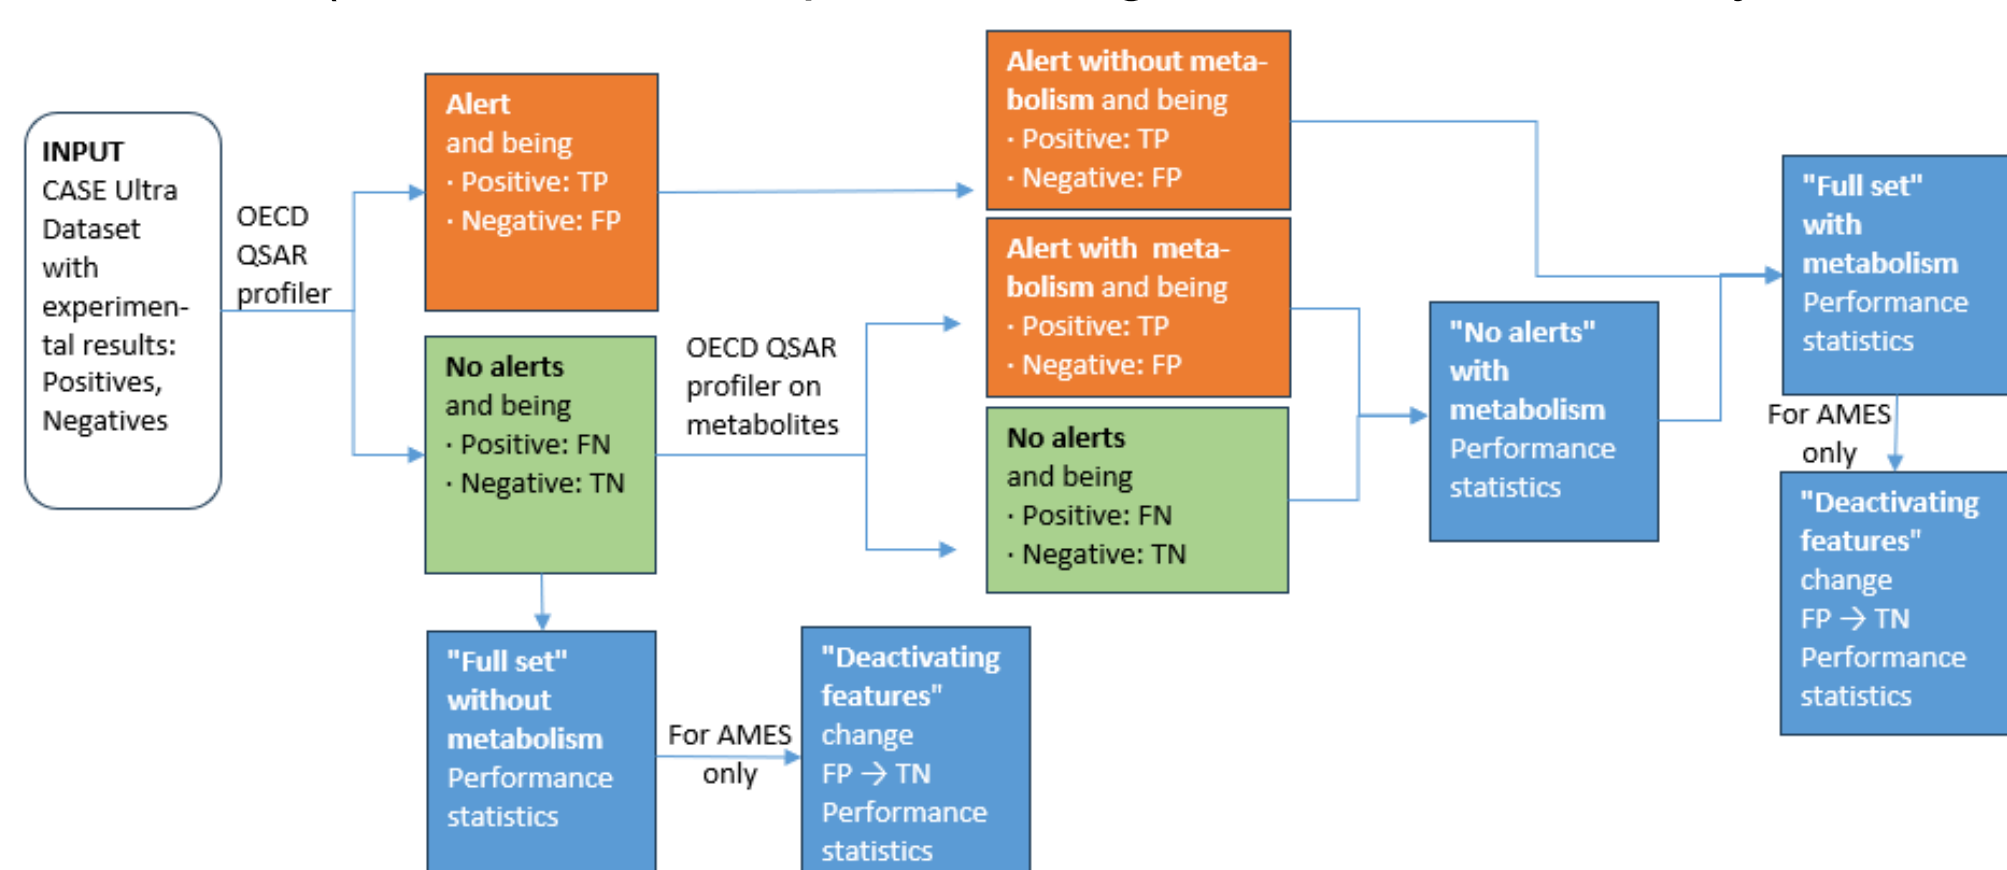 INPUT
CASE Ultra
Dataset
with
experimen-
tal results:
Positives,
Negatives
OECD
QSAR
profiler
Alert
and being
· Positive: TP
· Negative: FP
No alerts
and being
· Positive: FN
· Negative: TN
OECD QSAR
profiler on
metabolites
Alert without meta-
bolism and being
· Positive: TP
· Negative: FP
Alert with meta-
bolism and being
· Positive: TP
· Negative: FP
No alerts
and being
· Positive: FN
· Negative: TN
"No alerts"
with
metabolism
Performance
statistics
"Full set"
with
metabolism
Performance
statistics
For AMES
only
"Deactivating
features"
change
FP → TN
Performance
statistics
"Full set"
without
metabolism
Performance
statistics
For AMES
only
"Deactivating
features"
change
FP → TN
Performance
statistics